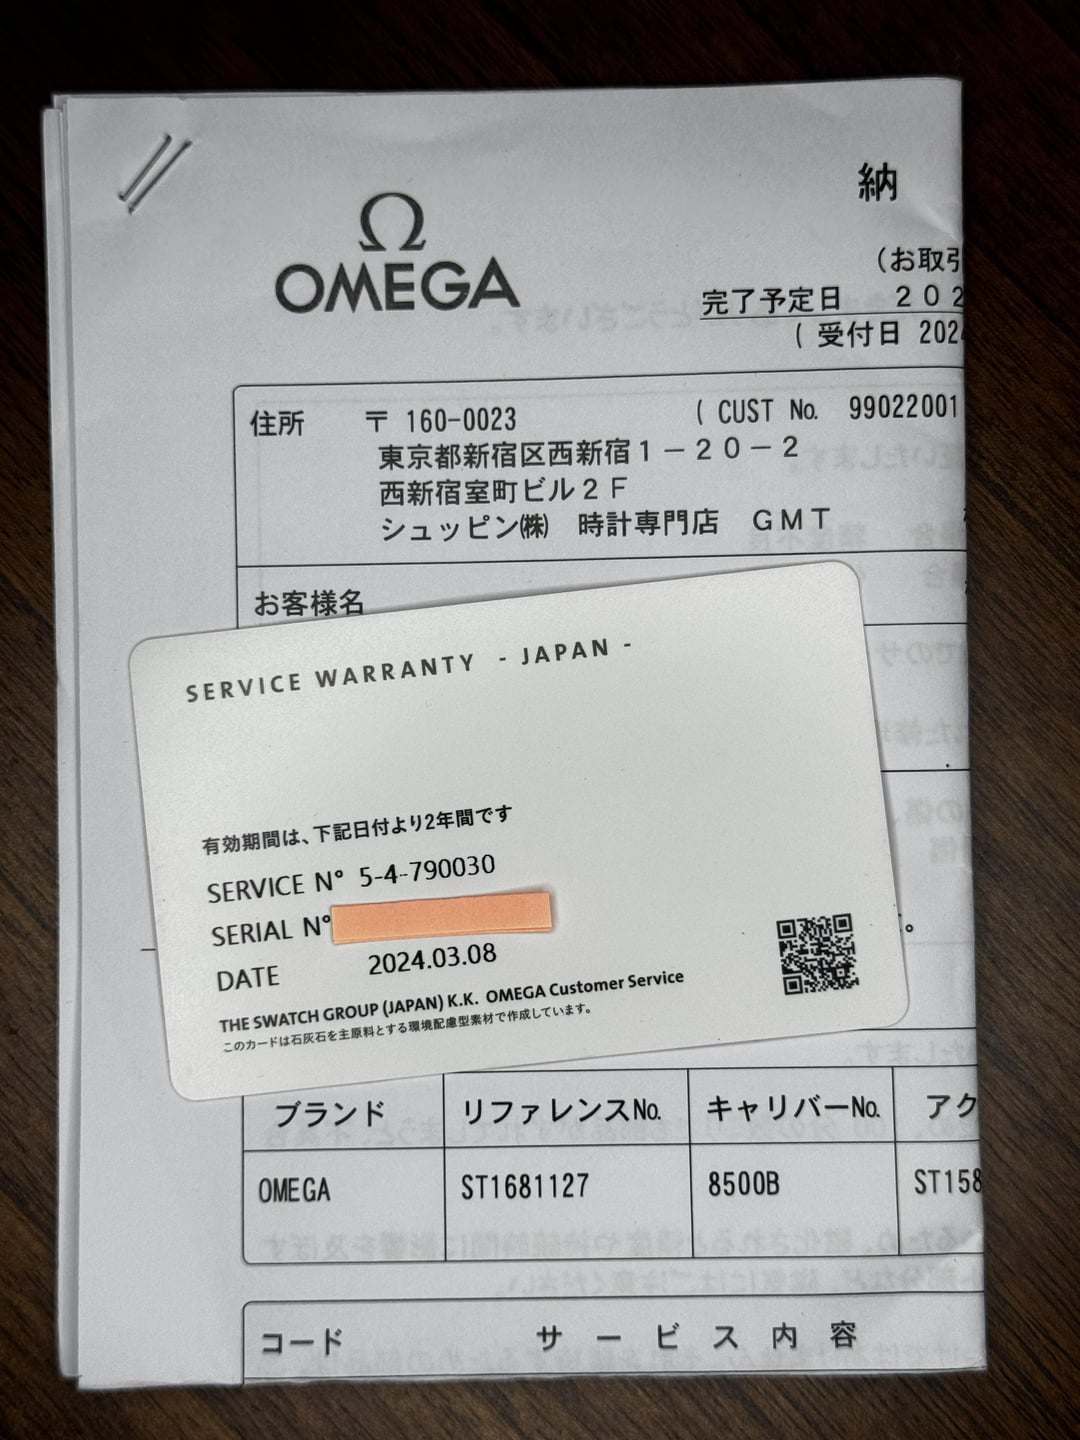 Ω
OMEGA
納
(お取引
完了予定日 202
(受付日 2024
住所 〒 160-0023 ( CUST No. 99022001
東京都新宿区西新宿1－20－2
西新宿室町ビル2F
シュッピン㈱ 時計専門店 GMT
お客様名
SERVICE WARRANTY - JAPAN -
有効期間は、下記日付より2年間です
SERVICE N° 5-4-790030
SERIAL N°
DATE 2024.03.08
THE SWATCH GROUP (JAPAN) K.K. OMEGA Customer Service
このカードは石灰石を主原料とする環境配慮型素材で作成しています。
ブランド リファレンスNo. キャリバーNo. アク
OMEGA ST1681127 8500B ST158
コード サービス内容